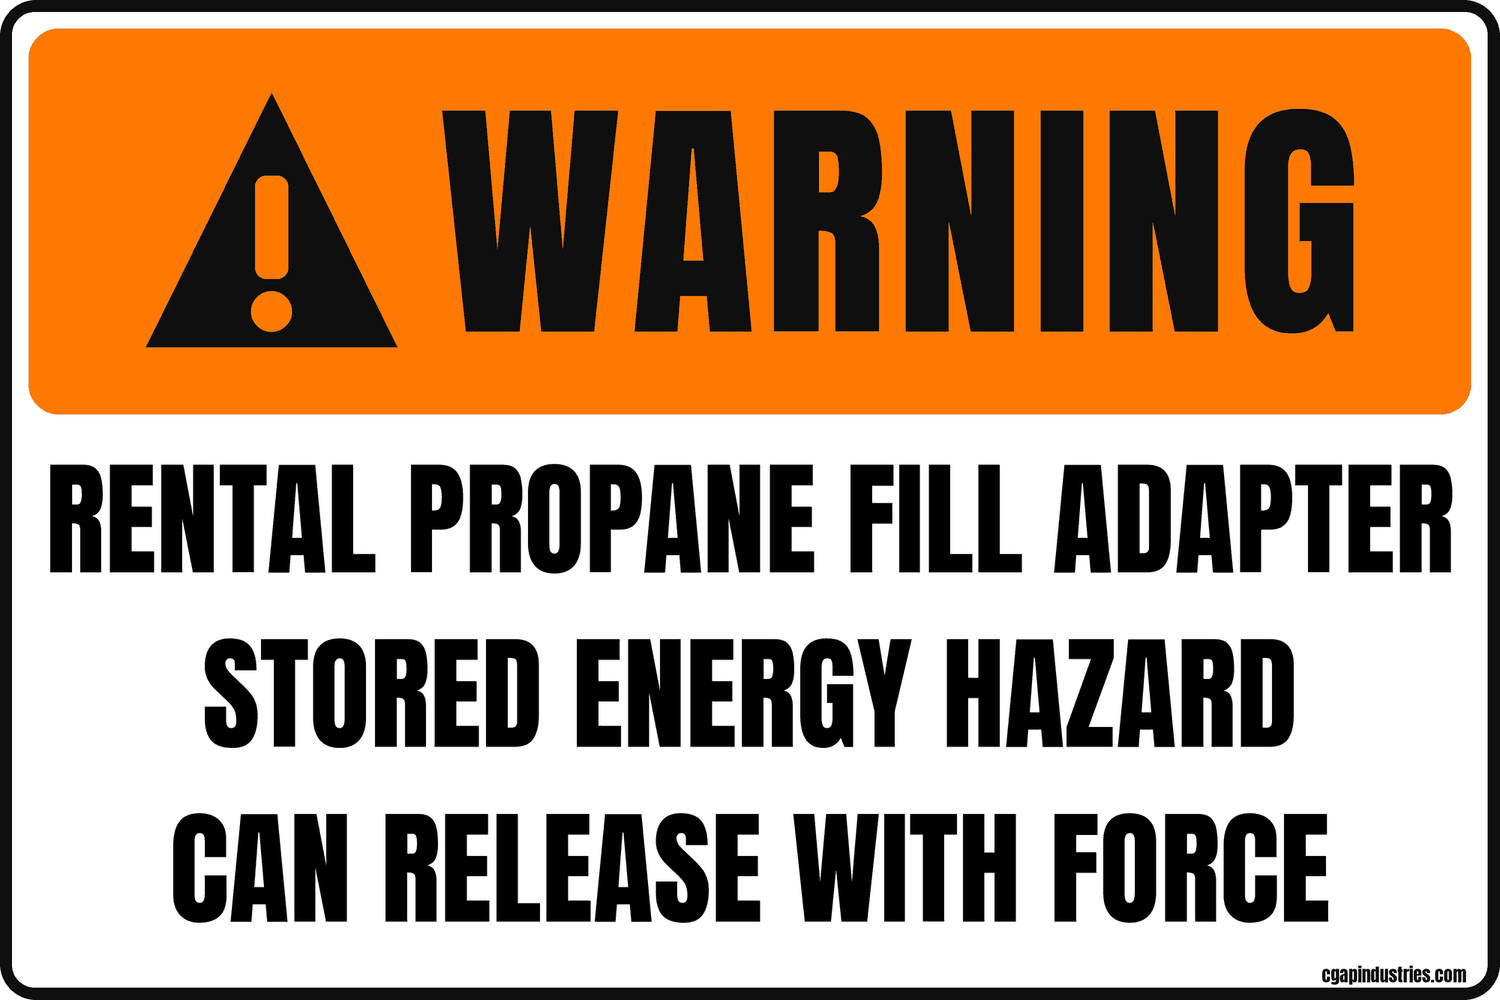 WARNING
RENTAL PROPANE FILL ADAPTER
STORED ENERGY HAZARD
CAN RELEASE WITH FORCE
cgapindustries.com